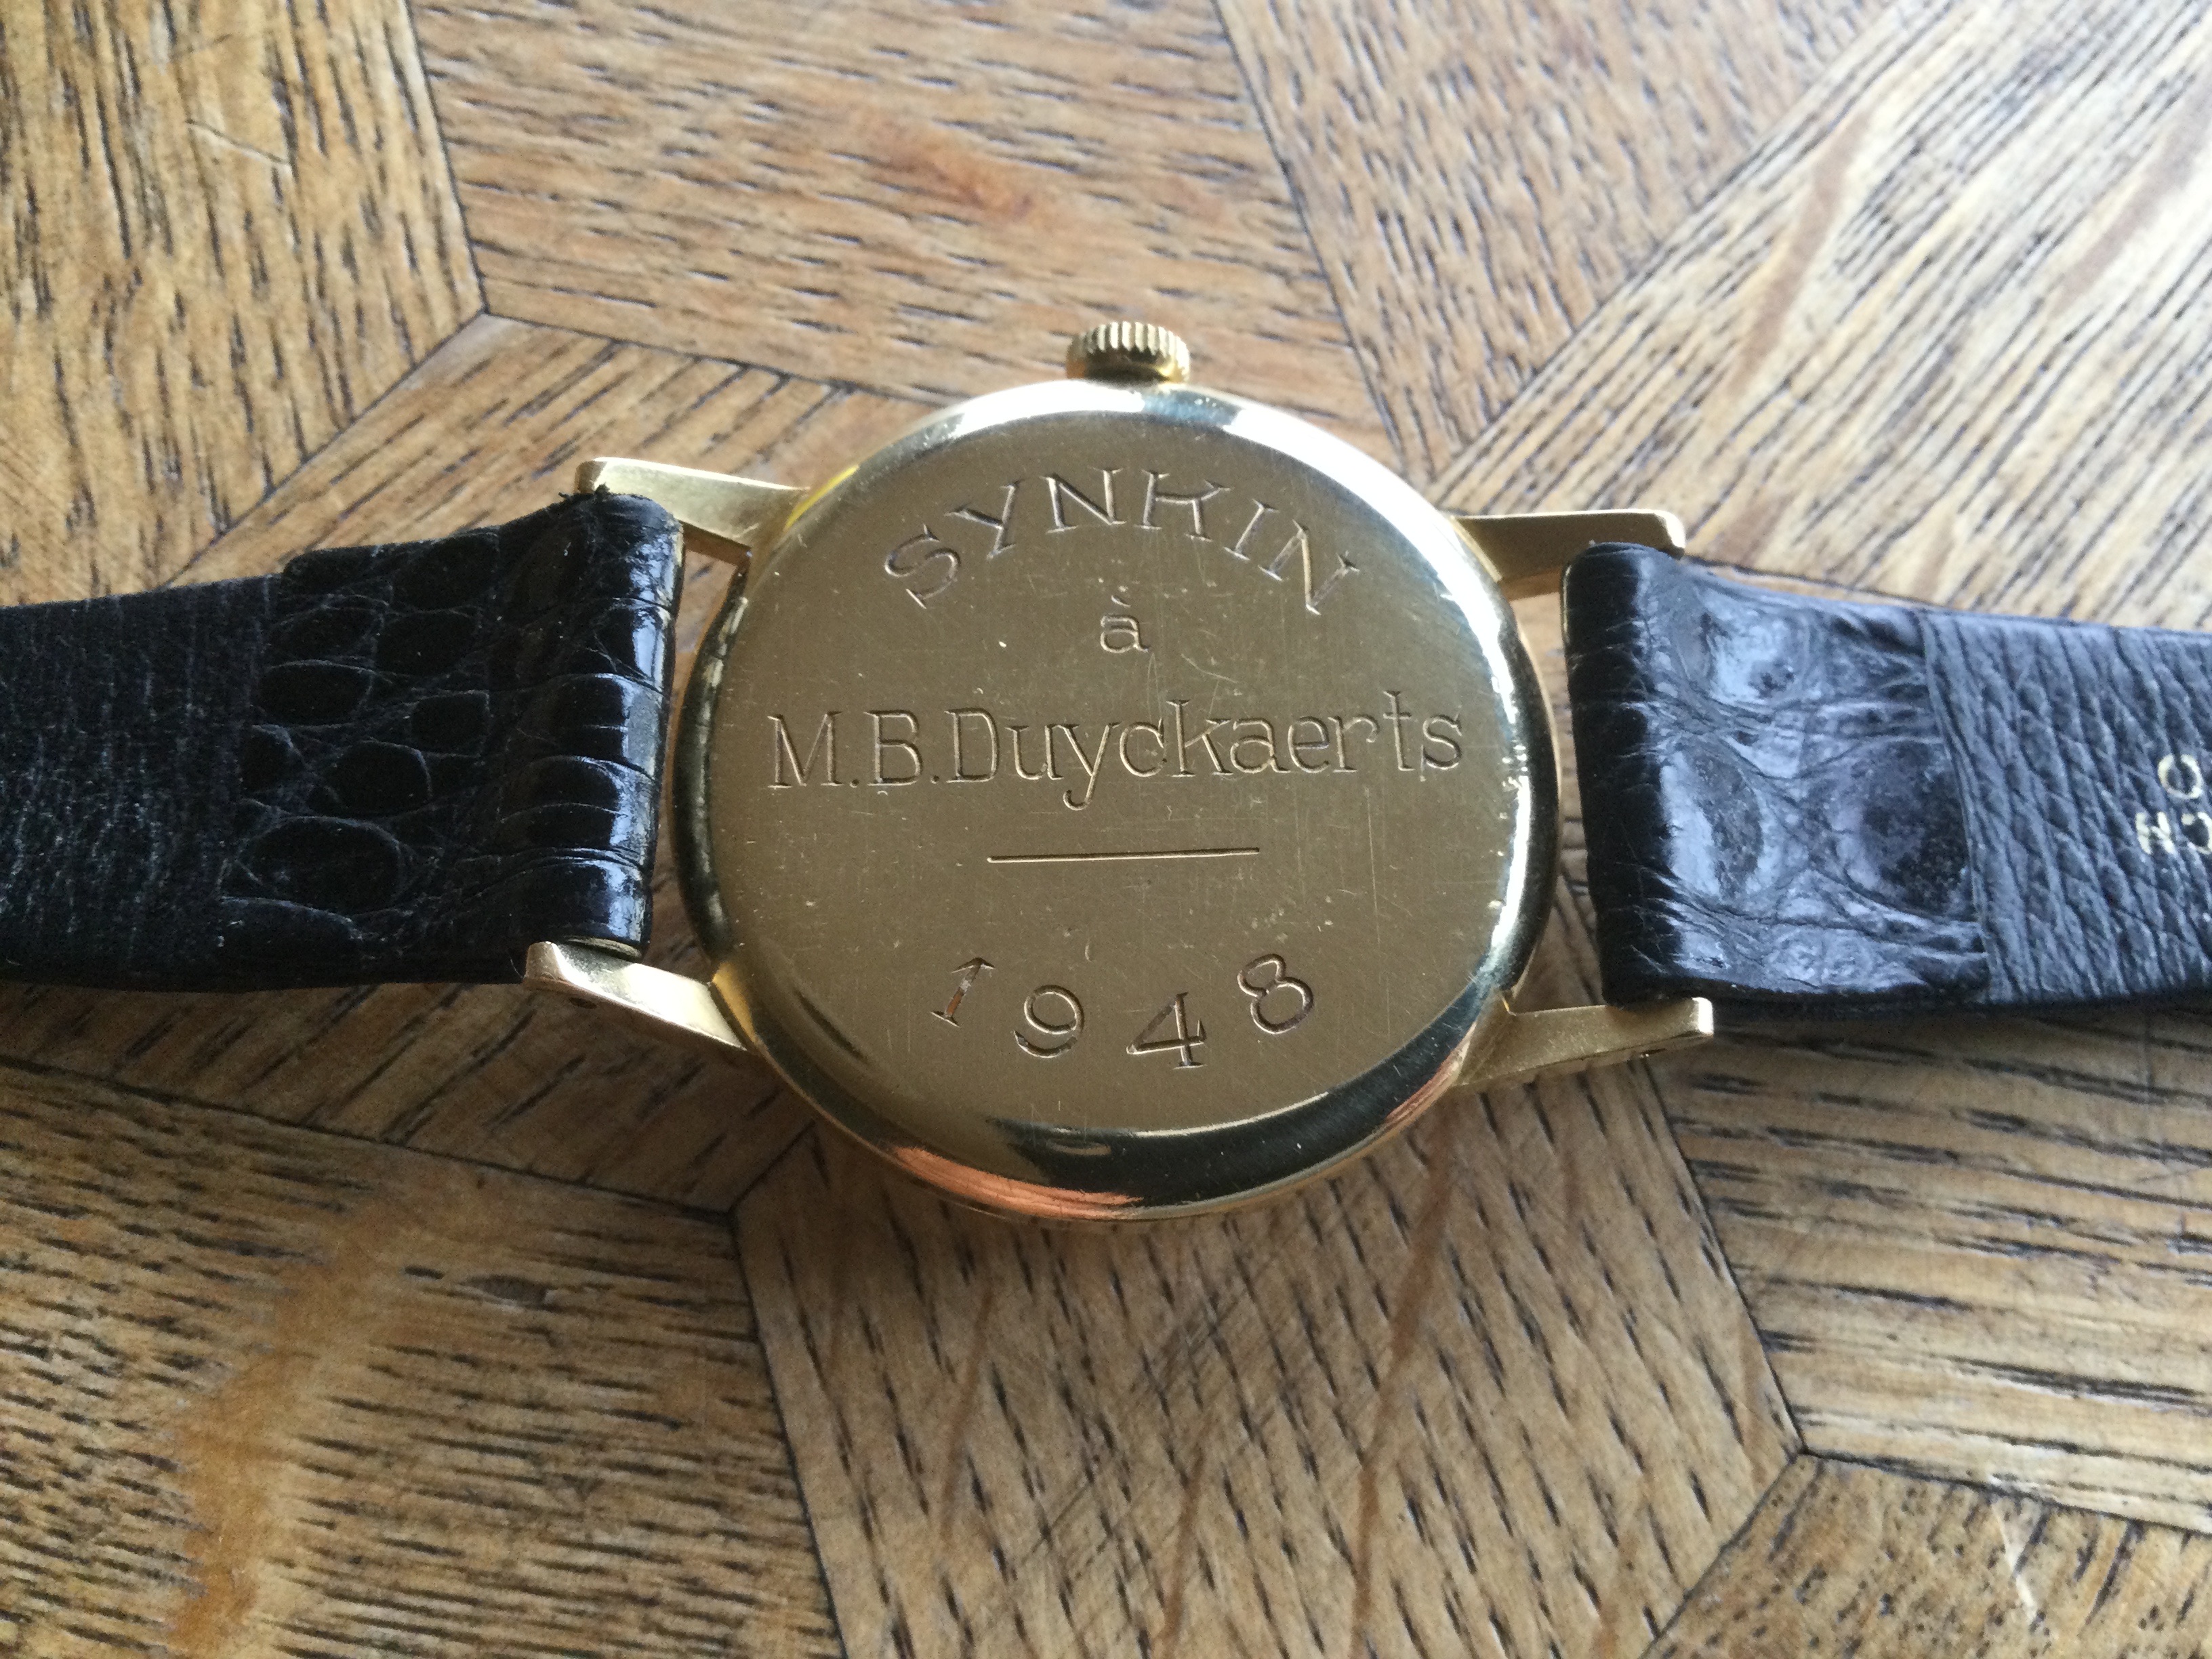 SYNKIN
à
M.B.Duyckaerts
1948